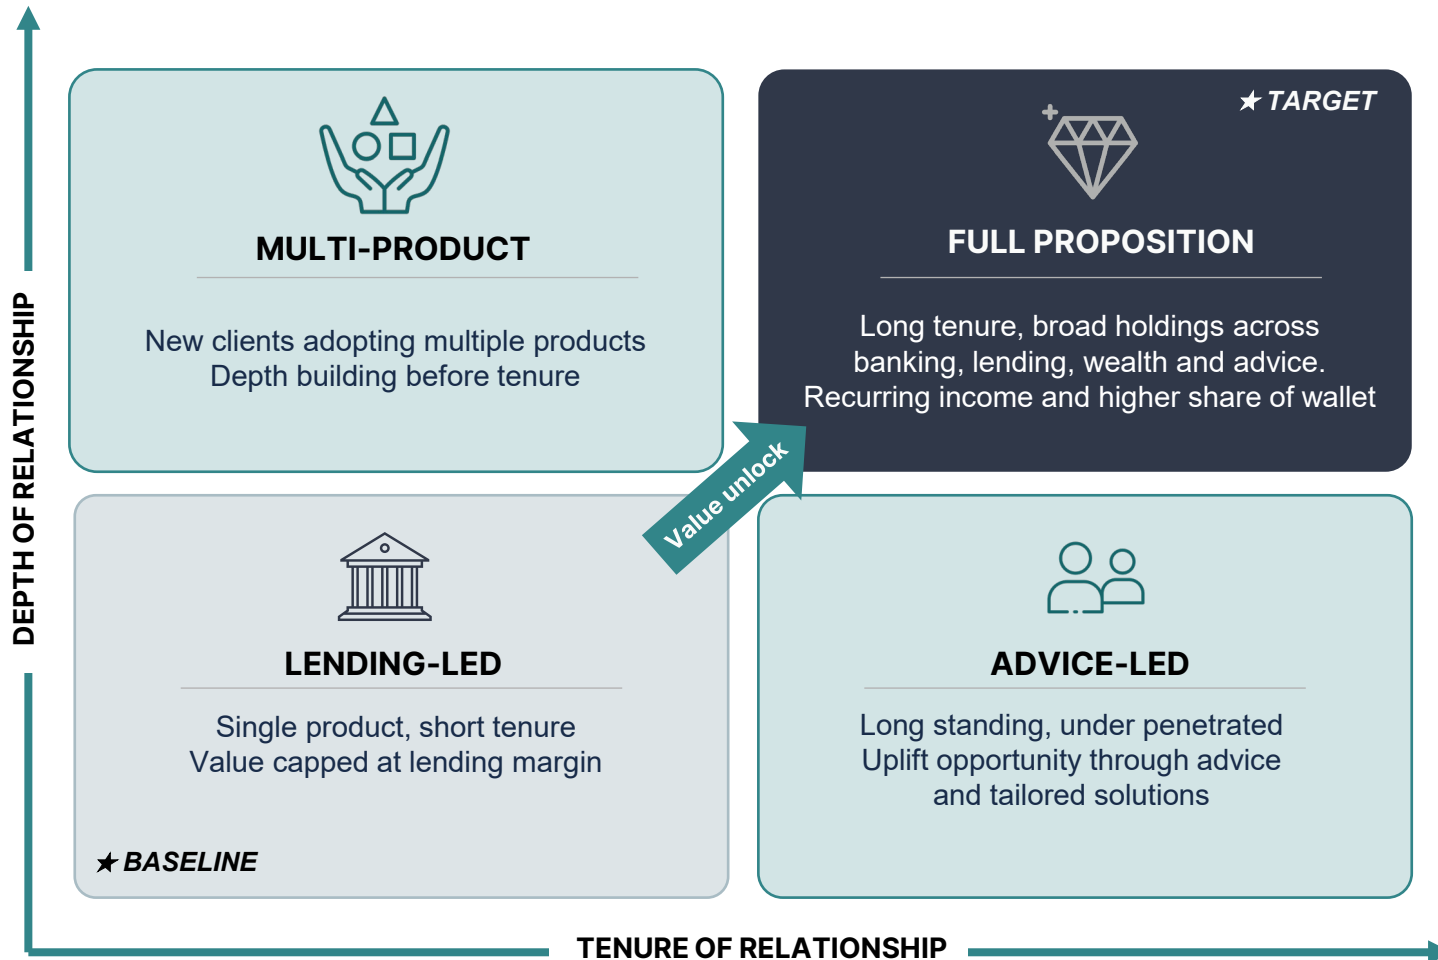 DEPTH OF RELATIONSHIP
MULTI-PRODUCT
New clients adopting multiple products
Depth building before tenure
★ TARGET
FULL PROPOSITION
Long tenure, broad holdings across
banking, lending, wealth and advice.
Recurring income and higher share of wallet
Value unlock
LENDING-LED
Single product, short tenure
Value capped at lending margin
★ BASELINE
ADVICE-LED
Long standing, under penetrated
Uplift opportunity through advice
and tailored solutions
TENURE OF RELATIONSHIP